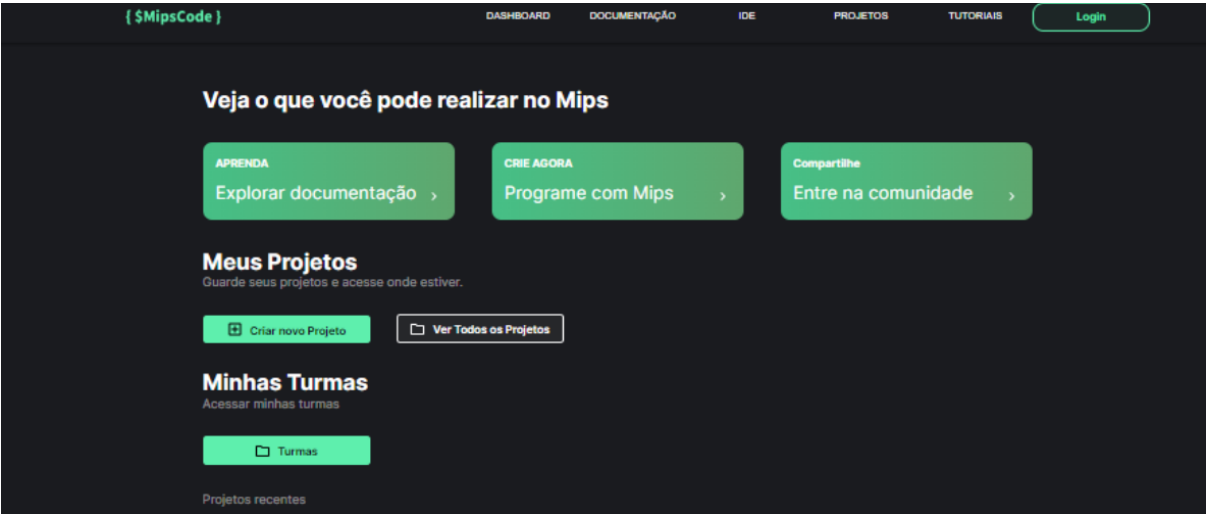 { $MipsCode }
DASHBOARD
DOCUMENTAÇÃO
IDE
PROJETOS
TUTORIAIS
Login
Veja o que você pode realizar no Mips
APRENDA
Explorar documentação
CRIE AGORA
Programe com Mips
Compartilhe
Entre na comunidade
Meus Projetos
Guarde seus projetos e acesse onde estiver.
Criar novo Projeto
Ver Todos os Projetos
Minhas Turmas
Acessar minhas turmas
Turmas
Projetos recentes